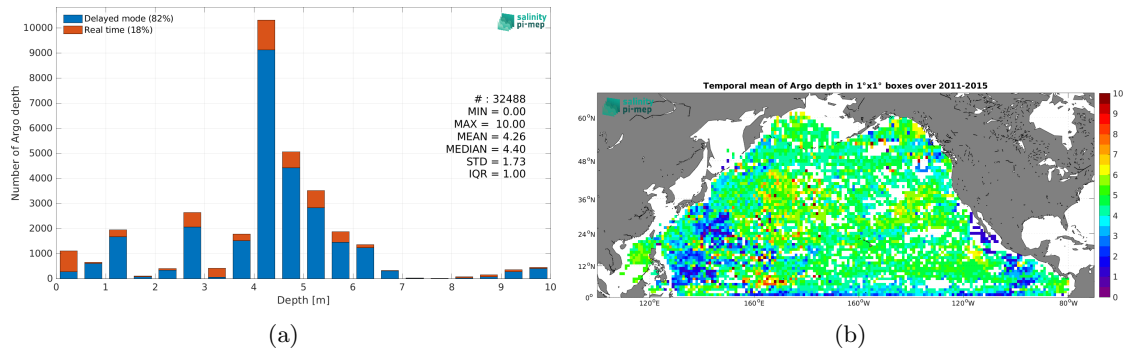 Delayed mode (82%)
Real time (18%)
salinity
pi-mep
10000
9000
8000
7000
6000
5000
4000
3000
2000
1000
0
Number of Argo depth
# : 32488
MIN = 0.00
MAX = 10.00
MEAN = 4.26
MEDIAN = 4.40
STD = 1.73
IQR = 1.00
0 1 2 3 4 5 6 7 8 9 10
Depth [m]
(a)
Temporal mean of Argo depth in 1°x1° boxes over 2011-2015
salinity
pi-mep
60°N
48°N
36°N
24°N
12°N
0°
120°E 160°E 160°W 120°W 80°W
10
9
8
7
6
5
4
3
2
1
0
(b)